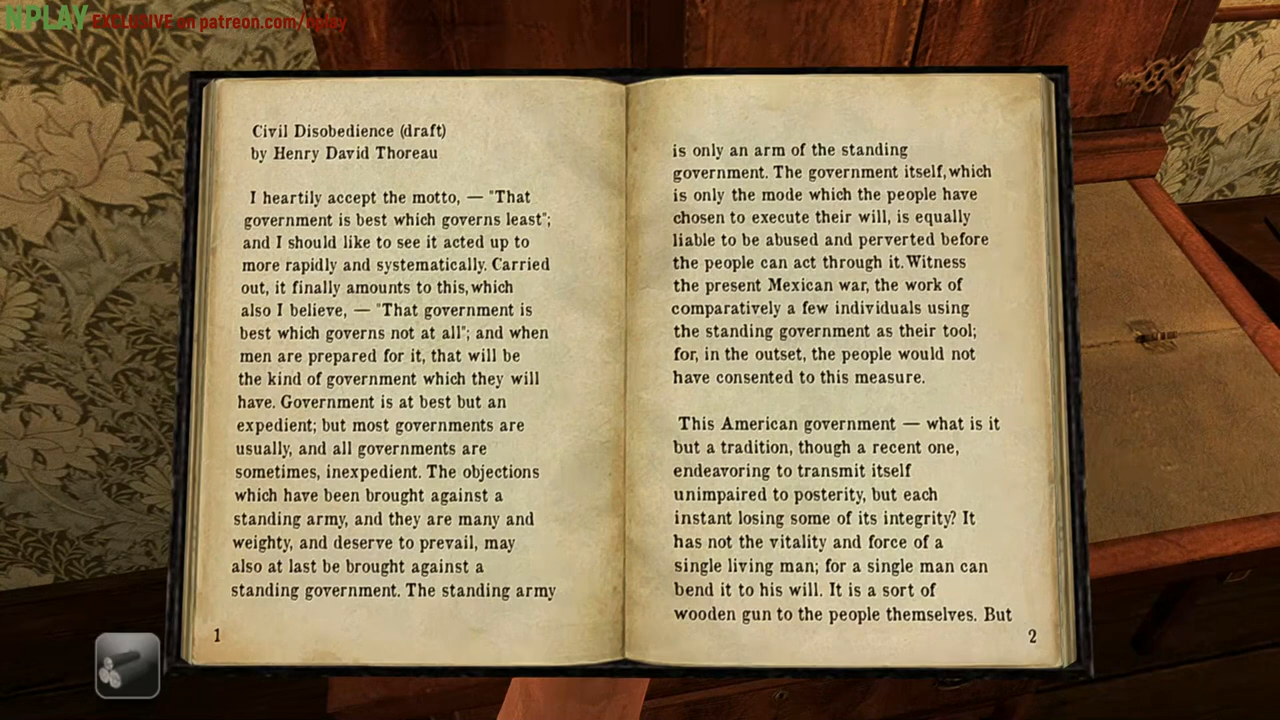 NPLAY EXCLUSIVE on patreon.com/nplay
Civil Disobedience (draft)
by Henry David Thoreau
I heartily accept the motto, — "That
government is best which governs least";
and I should like to see it acted up to
more rapidly and systematically. Carried
out, it finally amounts to this, which
also I believe, — "That government is
best which governs not at all"; and when
men are prepared for it, that will be
the kind of government which they will
have. Government is at best but an
expedient; but most governments are
usually, and all governments are
sometimes, inexpedient. The objections
which have been brought against a
standing army, and they are many and
weighty, and deserve to prevail, may
also at last be brought against a
standing government. The standing army
1
is only an arm of the standing
government. The government itself, which
is only the mode which the people have
chosen to execute their will, is equally
liable to be abused and perverted before
the people can act through it. Witness
the present Mexican war, the work of
comparatively a few individuals using
the standing government as their tool;
for, in the outset, the people would not
have consented to this measure.
This American government — what is it
but a tradition, though a recent one,
endeavoring to transmit itself
unimpaired to posterity, but each
instant losing some of its integrity? It
has not the vitality and force of a
single living man; for a single man can
bend it to his will. It is a sort of
wooden gun to the people themselves. But
2